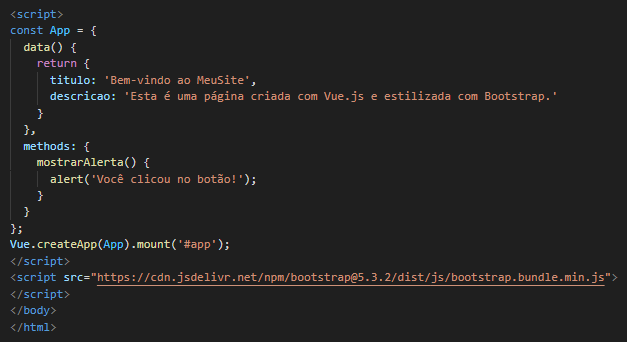 <script>
const App = {
  data() {
    return {
      titulo: 'Bem-vindo ao MeuSite',
      descricao: 'Esta é uma página criada com Vue.js e estilizada com Bootstrap.'
    }
  },
  methods: {
    mostrarAlerta() {
      alert('Você clicou no botão!');
    }
  }
};
Vue.createApp(App).mount('#app');
</script>
<script src="https://cdn.jsdelivr.net/npm/bootstrap@5.3.2/dist/js/bootstrap.bundle.min.js">
</script>
</body>
</html>